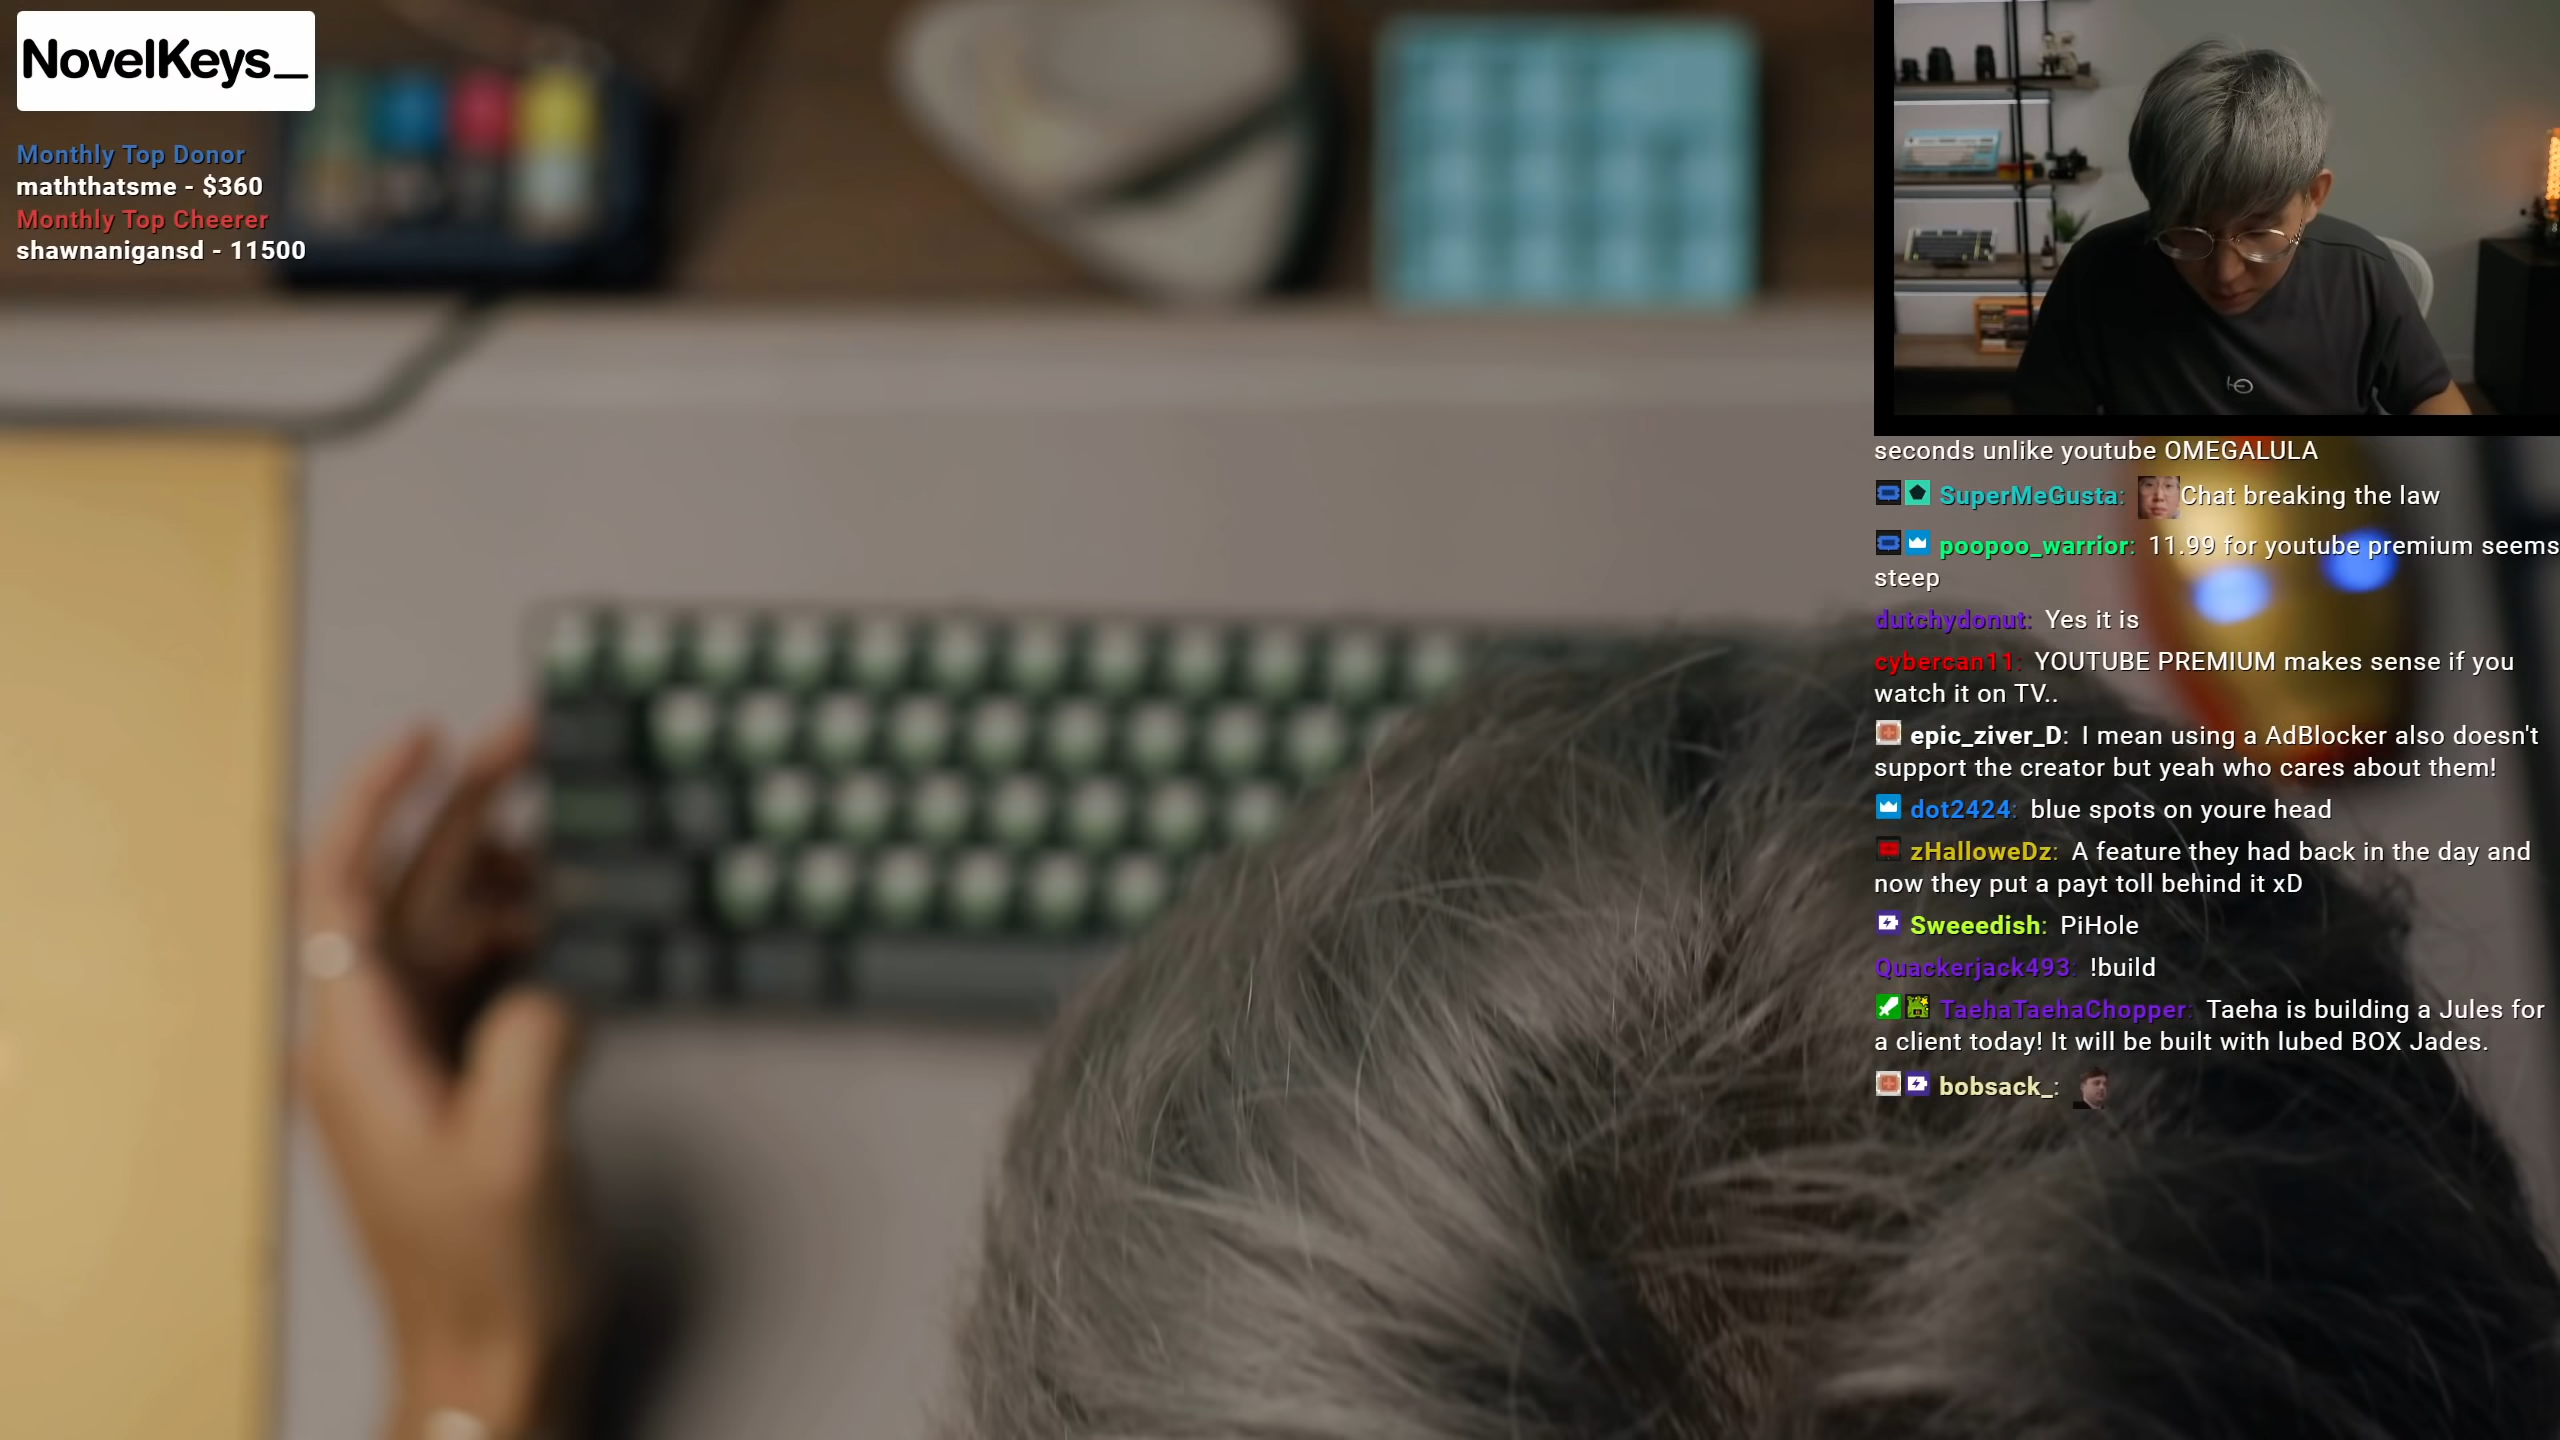 NovelKeys_
Monthly Top Donor
maththatsme - $360
Monthly Top Cheerer
shawnanigansd - 11500
seconds unlike youtube OMEGALULA
SuperMeGusta: Chat breaking the law
poopoo_warrior: 11.99 for youtube premium seems
steep
dutchydonut: Yes it is
cybercan11: YOUTUBE PREMIUM makes sense if you
watch it on TV..
epic_ziver_D: I mean using a AdBlocker also doesn't
support the creator but yeah who cares about them!
dot2424: blue spots on youre head
zHalloweDz: A feature they had back in the day and
now they put a payt toll behind it xD
Sweeedish: PiHole
Quackerjack493: !build
TaehaTaehaChopper: Taeha is building a Jules for
a client today! It will be built with lubed BOX Jades.
bobsack_: